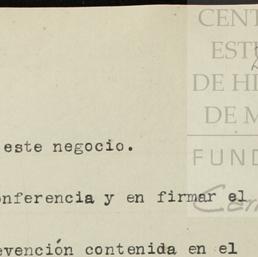 este negocio.
onferencia y en firmar el
evención contenida en el
CENT
ESTU
DE HI
DE M
FUND